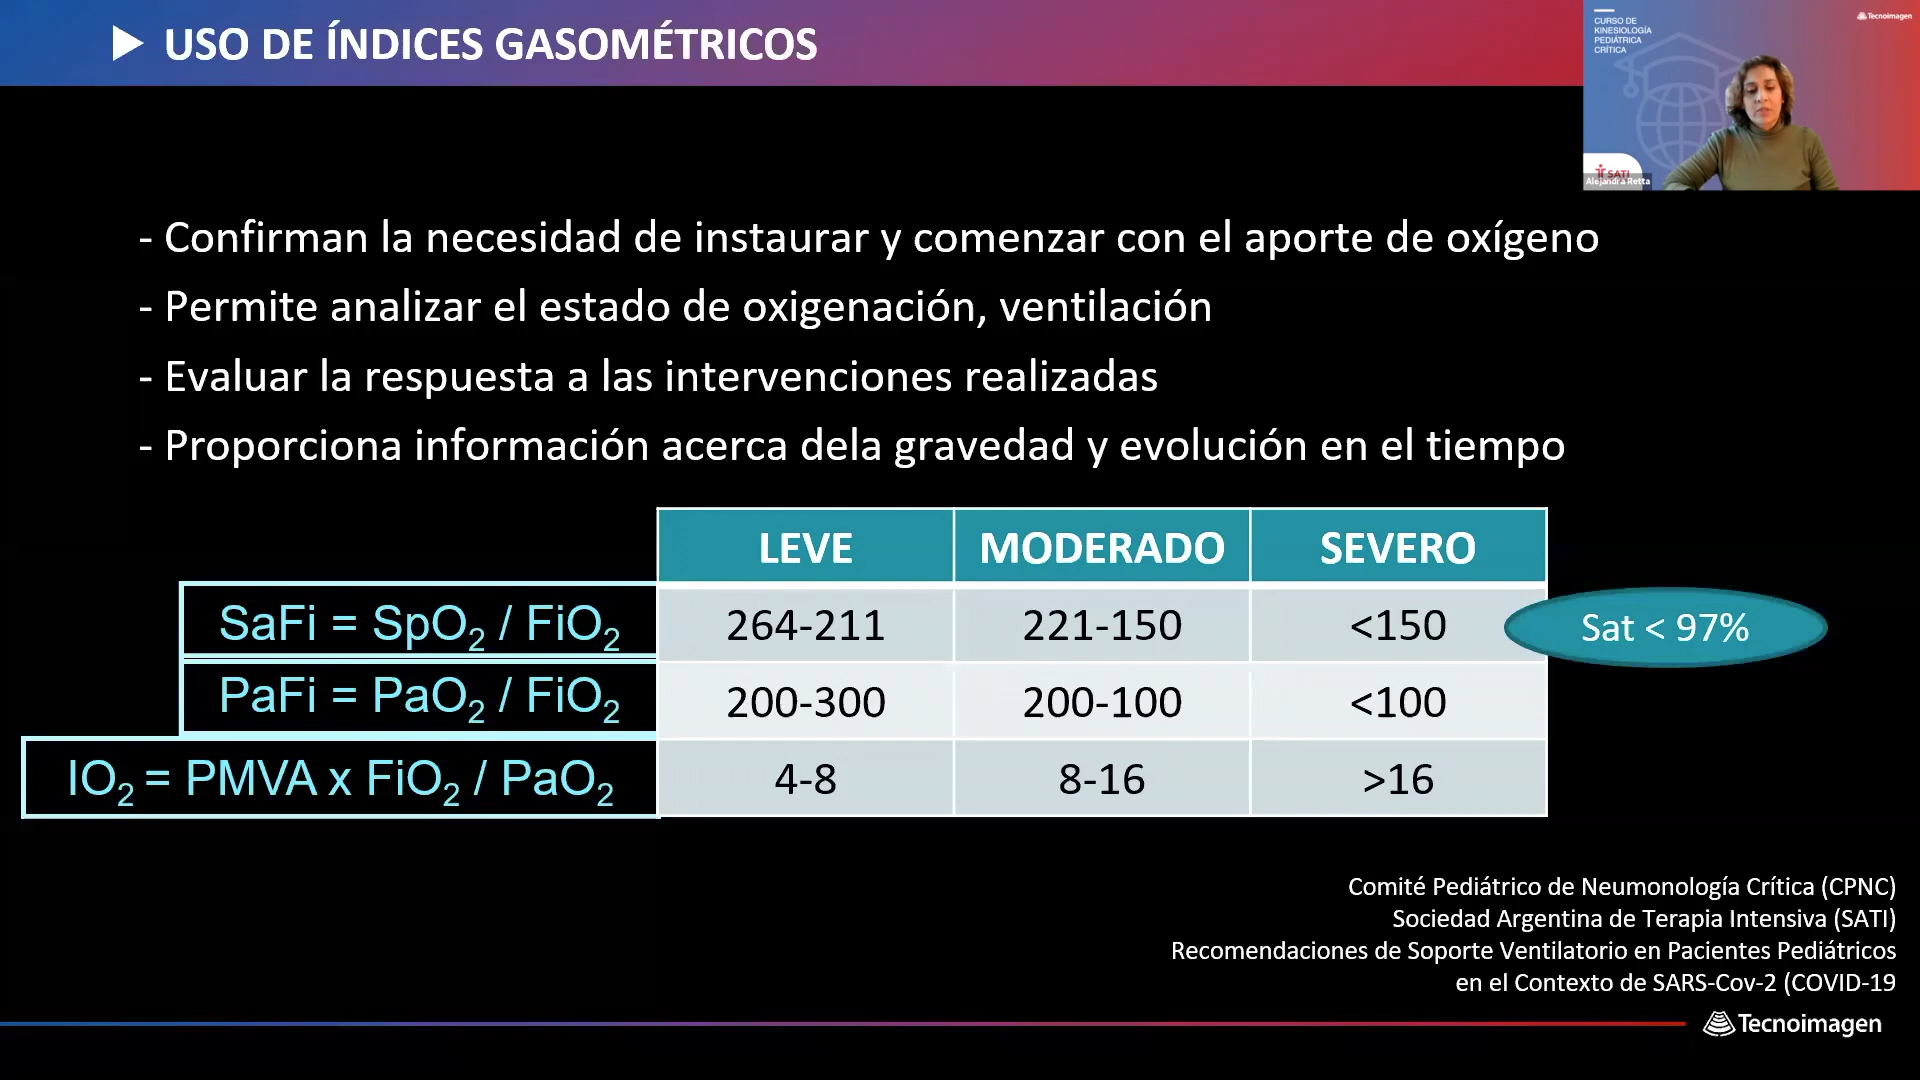 USO DE ÍNDICES GASOMÉTRICOS
CURSO DE
KINESIOLOGÍA
PEDIÁTRICA
CRÍTICA
Tecnoimagen
SATI
Alejandra Retta
- Confirman la necesidad de instaurar y comenzar con el aporte de oxígeno
- Permite analizar el estado de oxigenación, ventilación
- Evaluar la respuesta a las intervenciones realizadas
- Proporciona información acerca dela gravedad y evolución en el tiempo
LEVE MODERADO SEVERO
SaFi = SpO₂ / FiO₂ 264-211 221-150 <150 Sat < 97%
PaFi = PaO₂ / FiO₂ 200-300 200-100 <100
IO₂ = PMVA x FiO₂ / PaO₂ 4-8 8-16 >16
Comité Pediátrico de Neumonología Crítica (CPNC)
Sociedad Argentina de Terapia Intensiva (SATI)
Recomendaciones de Soporte Ventilatorio en Pacientes Pediátricos
en el Contexto de SARS-Cov-2 (COVID-19
Tecnoimagen